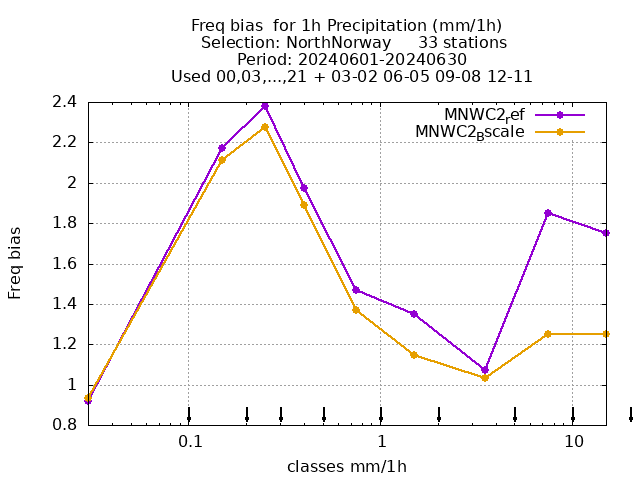 Freq bias  for 1h Precipitation (mm/1h)
Selection: NorthNorway     33 stations
Period: 20240601-20240630
Used 00,03,...,21 + 03-02 06-05 09-08 12-11
MNWC2ref
MNWC2Bscale
2.4
2.2
2
1.8
1.6
1.4
1.2
1
0.8
Freq bias
0.1 1 10
classes mm/1h